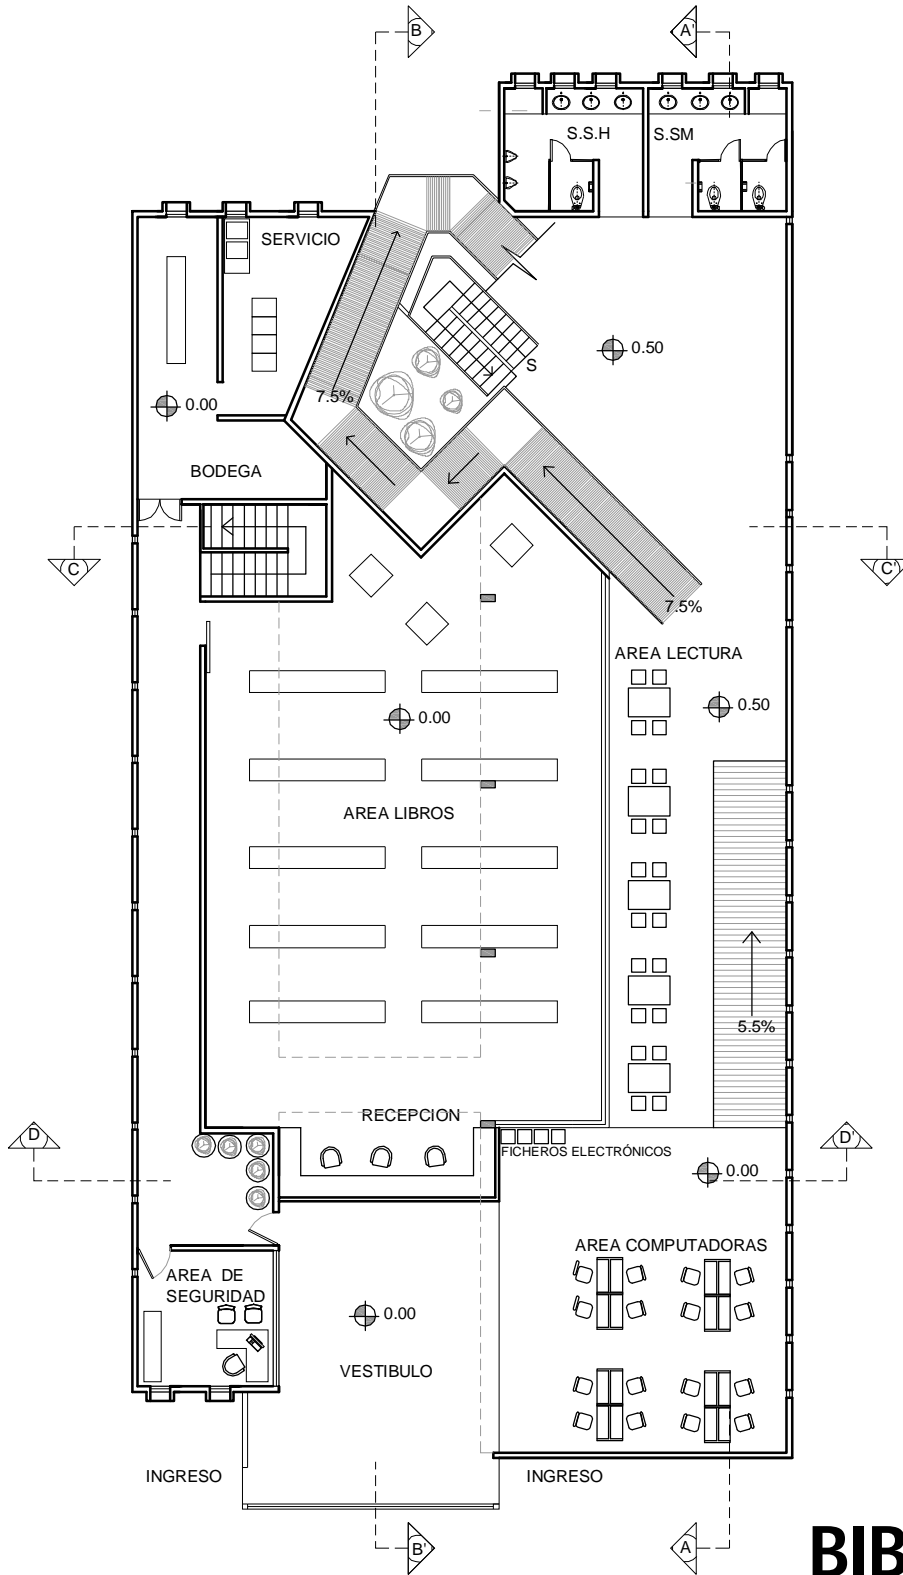 B
A'
S.S.H
S.SM
SERVICIO
0.50
S
7.5%
0.00
BODEGA
C
C'
7.5%
AREA LECTURA
0.50
0.00
AREA LIBROS
5.5%
RECEPCION
D
D'
FICHEROS ELECTRÓNICOS
0.00
AREA COMPUTADORAS
AREA DE
SEGURIDAD
0.00
VESTIBULO
INGRESO
INGRESO
B'
A
BIB